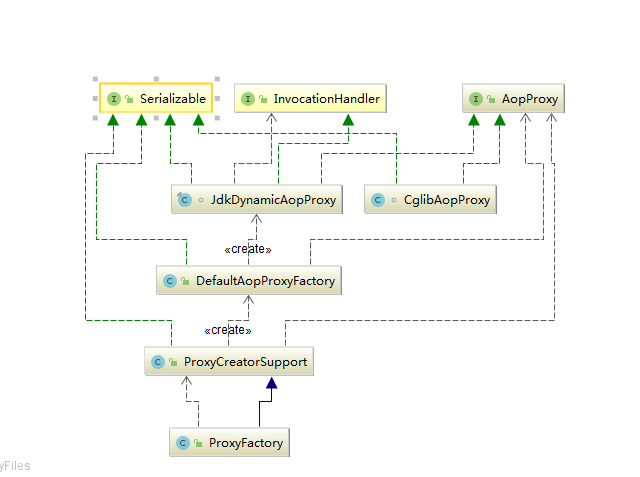 Serializable
InvocationHandler
AopProxy
JdkDynamicAopProxy
CglibAopProxy
«create»
DefaultAopProxyFactory
«create»
ProxyCreatorSupport
ProxyFactory
yFiles